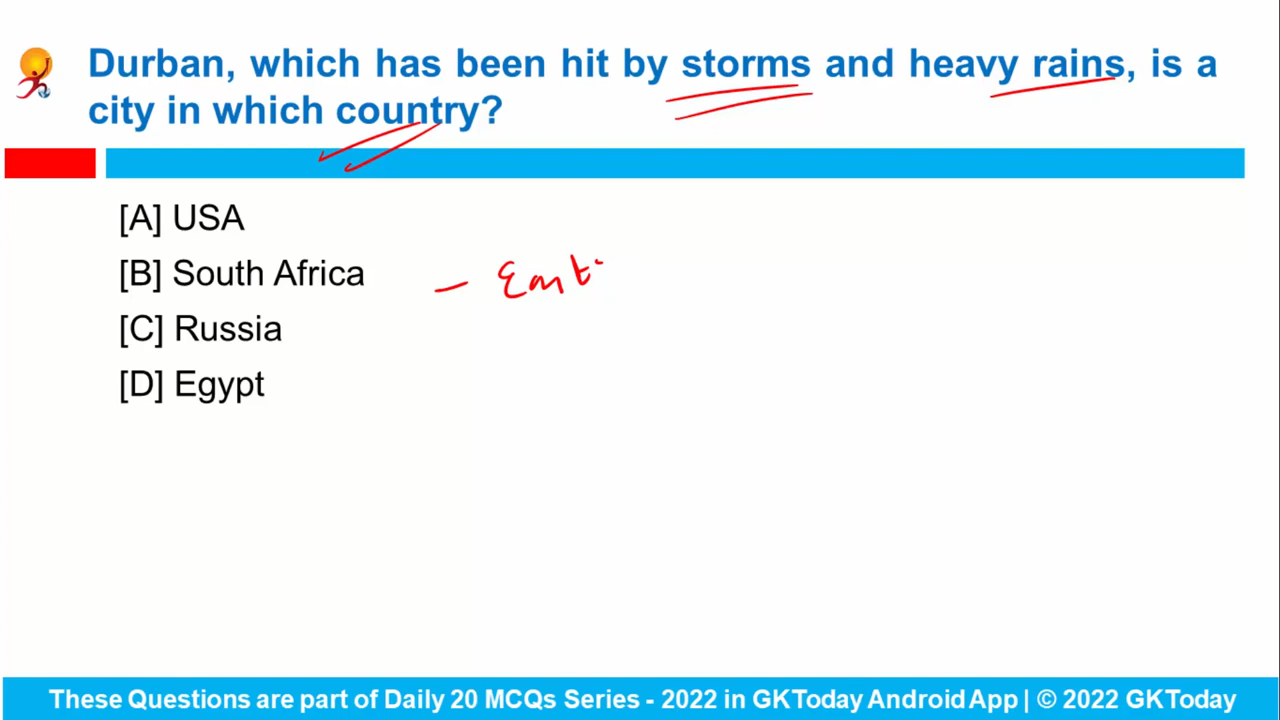 Durban, which has been hit by storms and heavy rains, is a
city in which country?
[A] USA
[B] South Africa
[C] Russia
[D] Egypt
These Questions are part of Daily 20 MCQs Series - 2022 in GKToday Android App | © 2022 GKToday